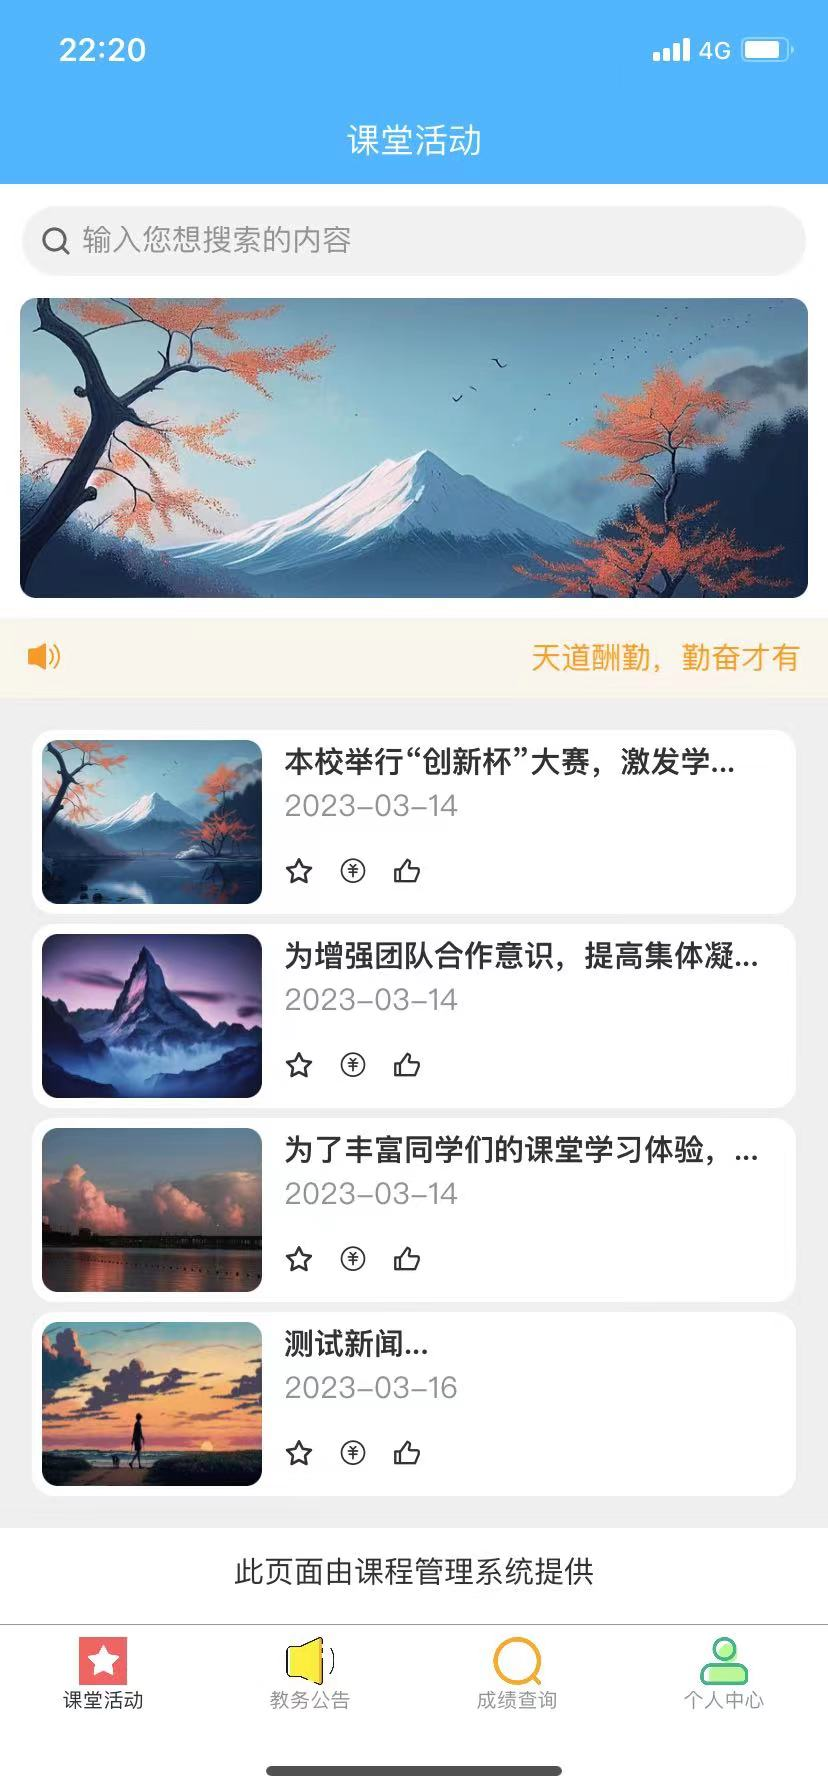 22:20
4G
课堂活动
输入您想搜索的内容
天道酬勤，勤奋才有
本校举行“创新杯”大赛，激发学...
2023-03-14
为增强团队合作意识，提高集体凝...
2023-03-14
为了丰富同学们的课堂学习体验，...
2023-03-14
测试新闻...
2023-03-16
此页面由课程管理系统提供
课堂活动
教务公告
成绩查询
个人中心